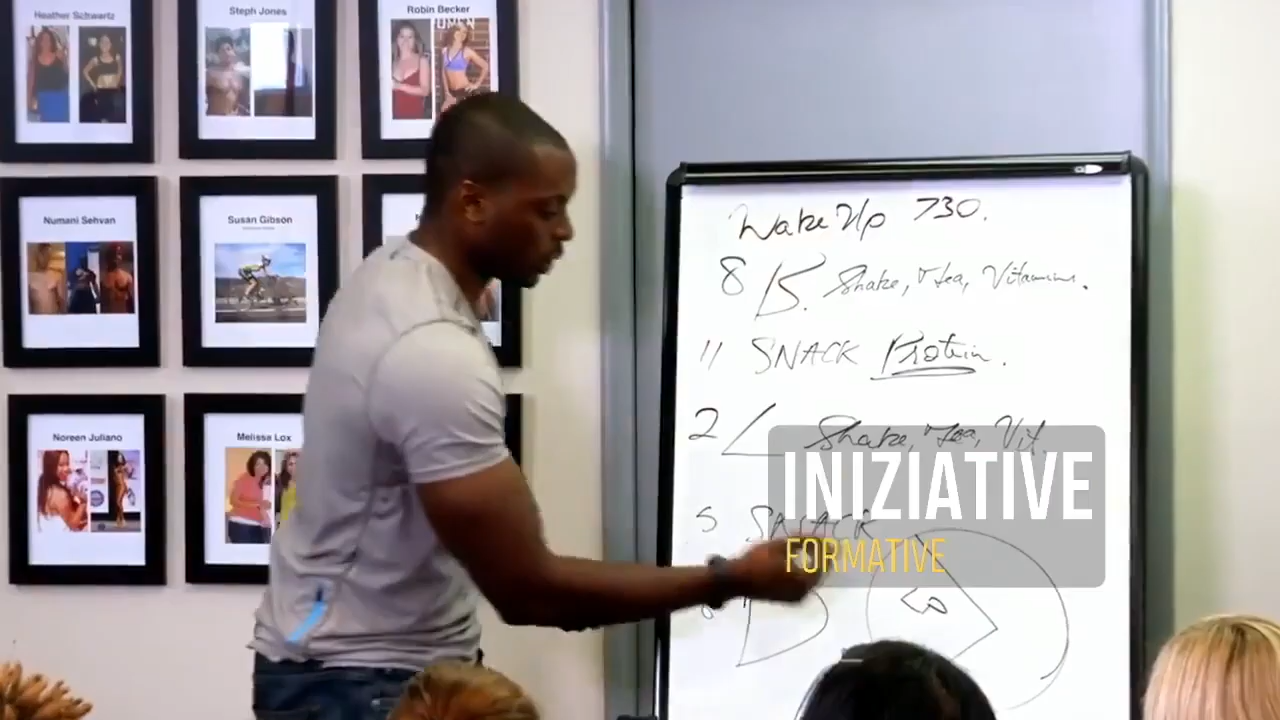 Heather Schwartz
Steph Jones
Robin Becker
Numani Sehvan
Susan Gibson
Noreen Juliano
Melissa Lox
Wake Up 730.
8 B. Shake, Tea, Vitamins.
11 SNACK Protein.
2 L Shake, Tea, Vit.
5 SNACK
INIZIATIVE
FORMATIVE